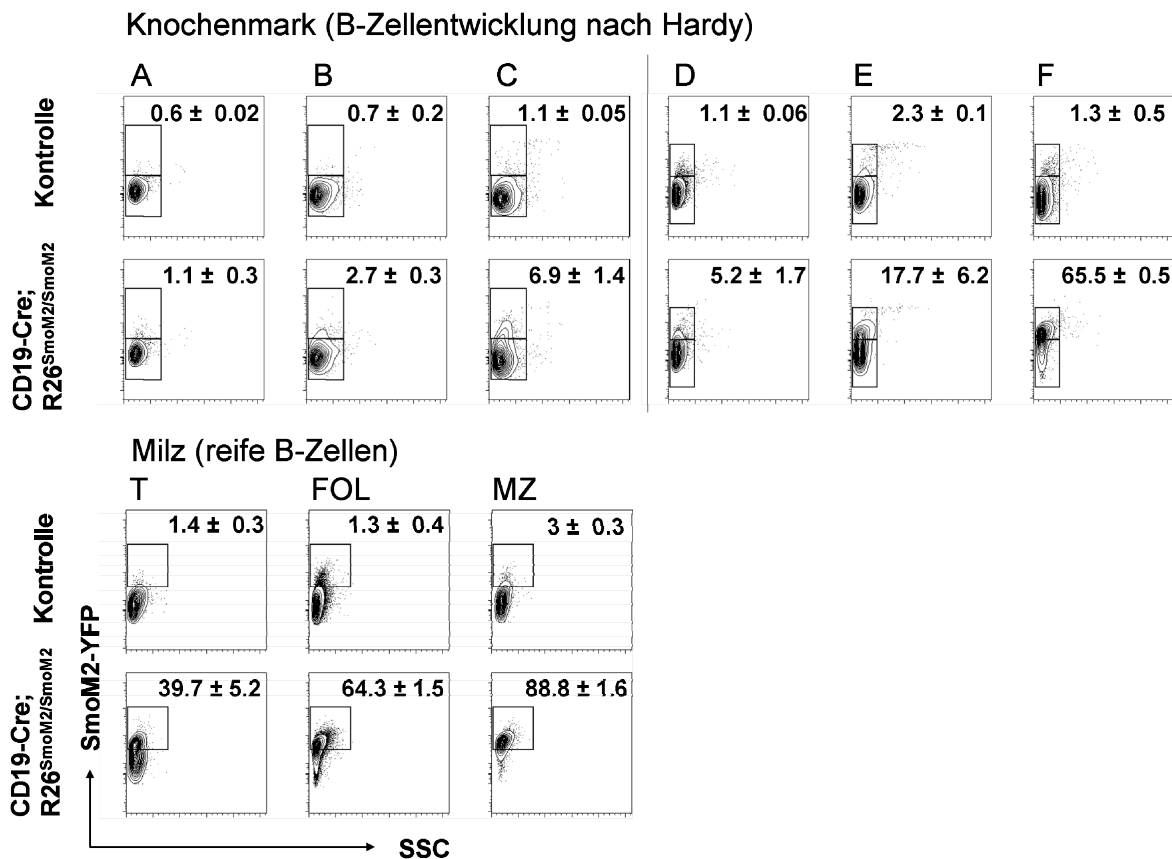 Knochenmark (B-Zellentwicklung nach Hardy)
A B C D E F
Kontrolle
0.6 ± 0.02 0.7 ± 0.2 1.1 ± 0.05 1.1 ± 0.06 2.3 ± 0.1 1.3 ± 0.5
CD19-Cre;
R26SmoM2/SmoM2
1.1 ± 0.3 2.7 ± 0.3 6.9 ± 1.4 5.2 ± 1.7 17.7 ± 6.2 65.5 ± 0.5
Milz (reife B-Zellen)
T FOL MZ
Kontrolle
1.4 ± 0.3 1.3 ± 0.4 3 ± 0.3
CD19-Cre;
R26SmoM2/SmoM2
39.7 ± 5.2 64.3 ± 1.5 88.8 ± 1.6
SmoM2-YFP
SSC